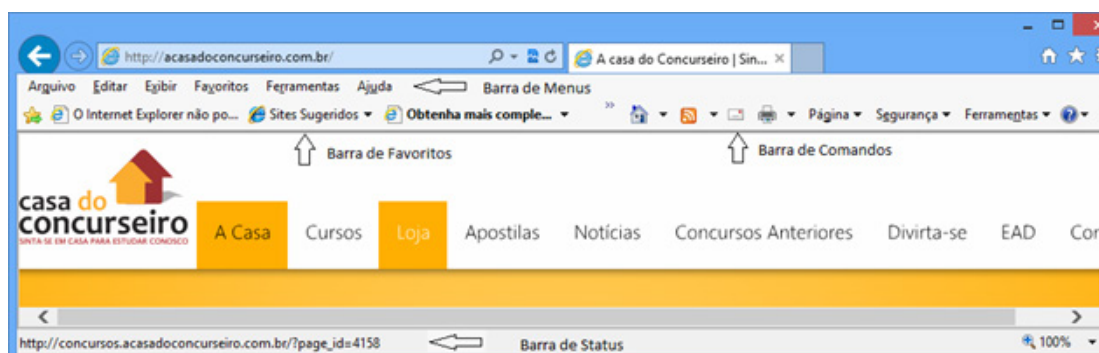 http://acasadoconcurseiro.com.br/ A casa do Concurseiro | Sin...
Arquivo Editar Exibir Favoritos Ferramentas Ajuda Barra de Menus
O Internet Explorer não po... Sites Sugeridos Obtenha mais comple... » Página Segurança Ferramentas
Barra de Favoritos Barra de Comandos
casa do
concurseiro
SINTA-SE EM CASA PARA ESTUDAR CONOSCO
A Casa Cursos Loja Apostilas Notícias Concursos Anteriores Divirta-se EAD Con
http://concursos.acasadoconcurseiro.com.br/?page_id=4158 Barra de Status 100%